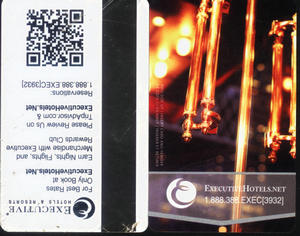 EXECUTIVE
HOTELS & RESORTS
For Best Rates
Only Book at
ExecutiveHotels.Net
Earn Nights, Flights, and
Merchandise with Executive
Rewards Club
Please Review Us on
TripAdvisor.com &
ExecutiveHotels.Net
Reservations:
1.888.388.EXEC[3932]
EXECUTIVEHOTELS.NET
1.888.388.EXEC[3932]